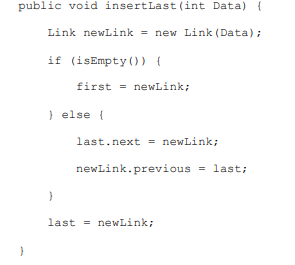 public void insertLast(int Data) {
Link newLink = new Link(Data);
if (isEmpty()) {
first = newLink;
} else {
last.next = newLink;
newLink.previous = last;
}
last = newLink;
}